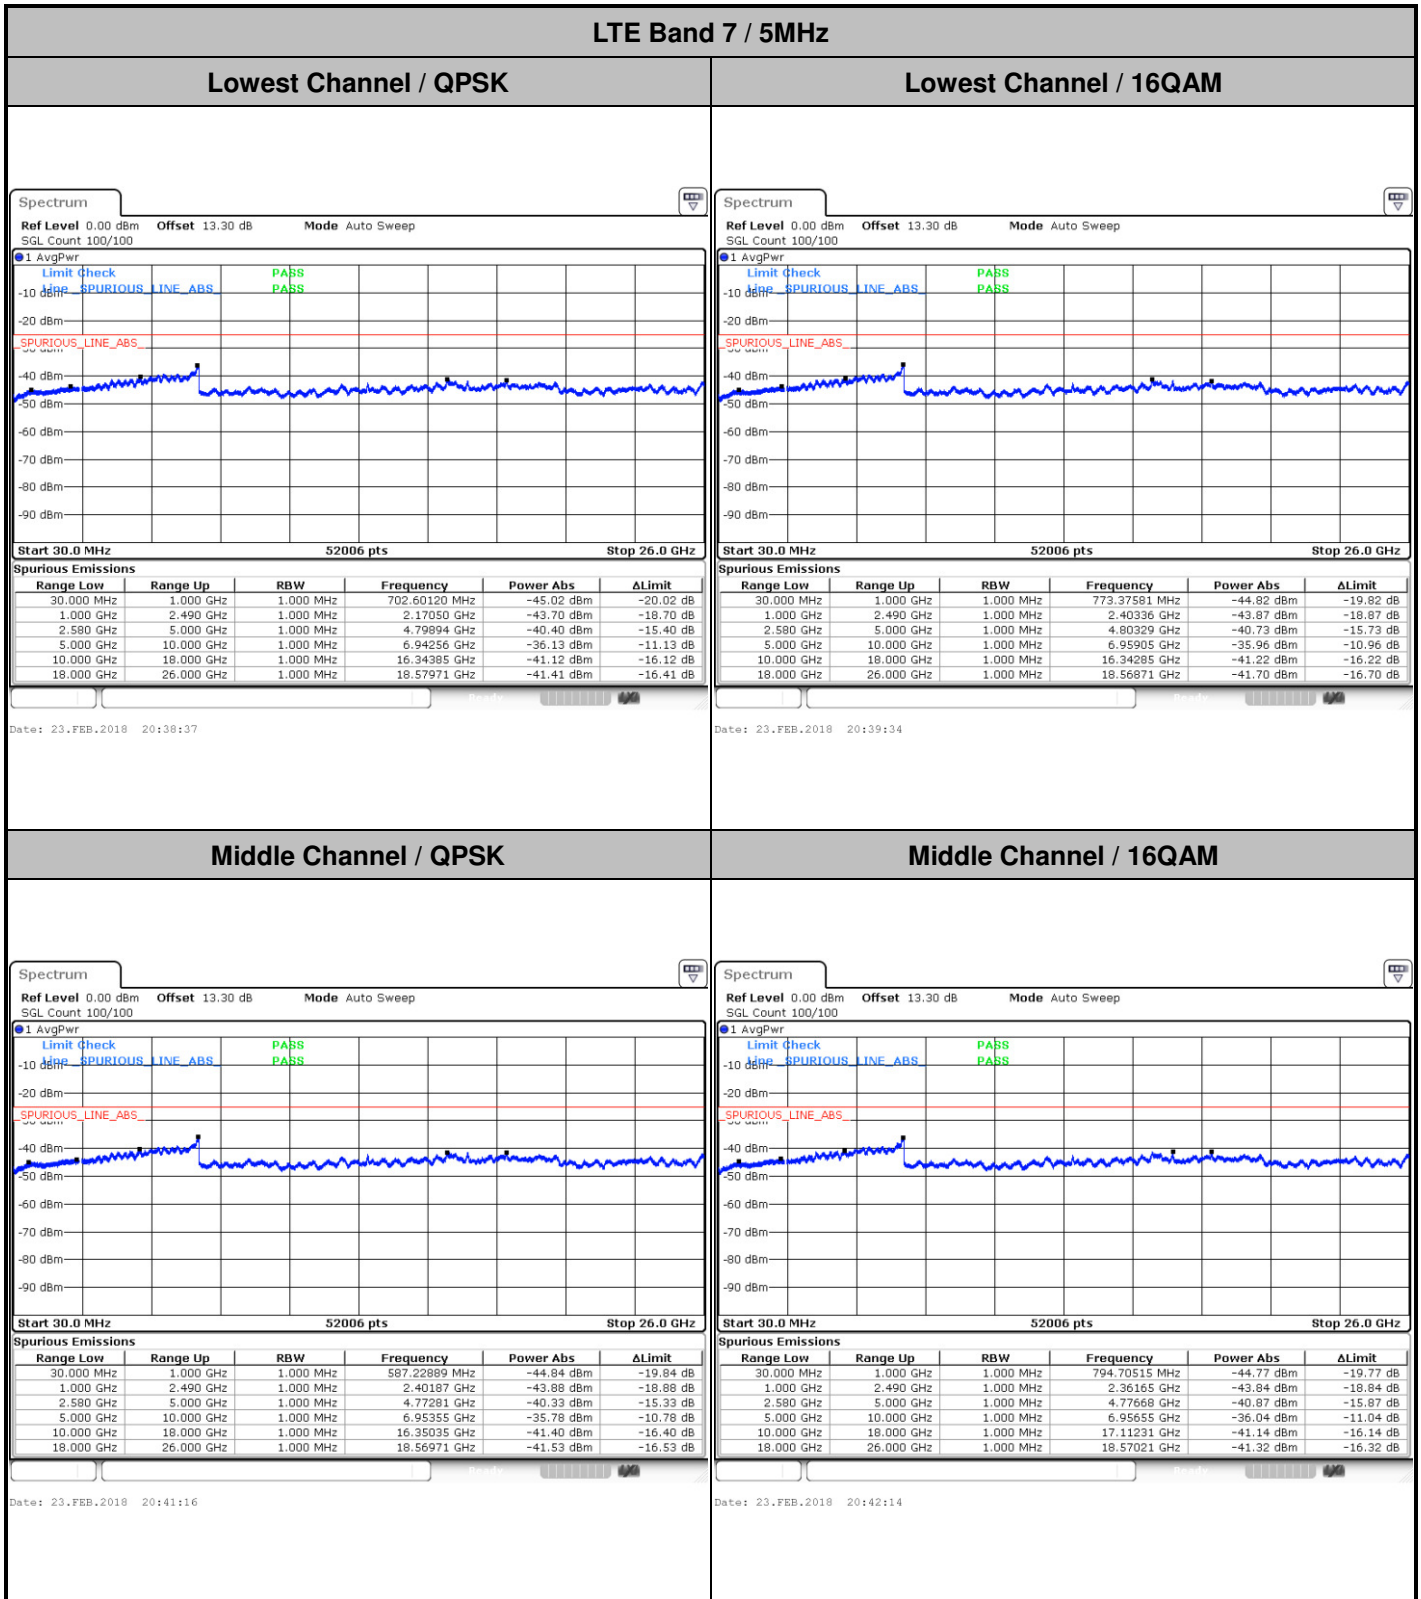 LTE Band 7 / 5MHz
Lowest Channel / QPSK
Lowest Channel / 16QAM
Spectrum
Ref Level 0.00 dBm Offset 13.30 dB Mode Auto Sweep
SGL Count 100/100
1 AvgPwr
Limit Check PASS
Line _SPURIOUS_LINE_ABS_ PASS
-10 dBm
-20 dBm
_SPURIOUS_LINE_ABS_
-40 dBm
-50 dBm
-60 dBm
-70 dBm
-80 dBm
-90 dBm
Start 30.0 MHz 52006 pts Stop 26.0 GHz
Spurious Emissions
Range Low Range Up RBW Frequency Power Abs ΔLimit
30.000 MHz 1.000 GHz 1.000 MHz 702.60120 MHz -45.02 dBm -20.02 dB
1.000 GHz 2.490 GHz 1.000 MHz 2.17050 GHz -43.70 dBm -18.70 dB
2.580 GHz 5.000 GHz 1.000 MHz 4.79894 GHz -40.40 dBm -15.40 dB
5.000 GHz 10.000 GHz 1.000 MHz 6.94256 GHz -36.13 dBm -11.13 dB
10.000 GHz 18.000 GHz 1.000 MHz 16.34385 GHz -41.12 dBm -16.12 dB
18.000 GHz 26.000 GHz 1.000 MHz 18.57971 GHz -41.41 dBm -16.41 dB
Date: 23.FEB.2018 20:38:37
Spectrum
Ref Level 0.00 dBm Offset 13.30 dB Mode Auto Sweep
SGL Count 100/100
1 AvgPwr
Limit Check PASS
Line _SPURIOUS_LINE_ABS_ PASS
-10 dBm
-20 dBm
_SPURIOUS_LINE_ABS_
-40 dBm
-50 dBm
-60 dBm
-70 dBm
-80 dBm
-90 dBm
Start 30.0 MHz 52006 pts Stop 26.0 GHz
Spurious Emissions
Range Low Range Up RBW Frequency Power Abs ΔLimit
30.000 MHz 1.000 GHz 1.000 MHz 773.37581 MHz -44.82 dBm -19.82 dB
1.000 GHz 2.490 GHz 1.000 MHz 2.40336 GHz -43.87 dBm -18.87 dB
2.580 GHz 5.000 GHz 1.000 MHz 4.80329 GHz -40.73 dBm -15.73 dB
5.000 GHz 10.000 GHz 1.000 MHz 6.95905 GHz -35.96 dBm -10.96 dB
10.000 GHz 18.000 GHz 1.000 MHz 16.34285 GHz -41.22 dBm -16.22 dB
18.000 GHz 26.000 GHz 1.000 MHz 18.56871 GHz -41.70 dBm -16.70 dB
Date: 23.FEB.2018 20:39:34
Middle Channel / QPSK
Middle Channel / 16QAM
Spectrum
Ref Level 0.00 dBm Offset 13.30 dB Mode Auto Sweep
SGL Count 100/100
1 AvgPwr
Limit Check PASS
Line _SPURIOUS_LINE_ABS_ PASS
-10 dBm
-20 dBm
_SPURIOUS_LINE_ABS_
-40 dBm
-50 dBm
-60 dBm
-70 dBm
-80 dBm
-90 dBm
Start 30.0 MHz 52006 pts Stop 26.0 GHz
Spurious Emissions
Range Low Range Up RBW Frequency Power Abs ΔLimit
30.000 MHz 1.000 GHz 1.000 MHz 587.22889 MHz -44.84 dBm -19.84 dB
1.000 GHz 2.490 GHz 1.000 MHz 2.40187 GHz -43.88 dBm -18.88 dB
2.580 GHz 5.000 GHz 1.000 MHz 4.77281 GHz -40.33 dBm -15.33 dB
5.000 GHz 10.000 GHz 1.000 MHz 6.95355 GHz -35.78 dBm -10.78 dB
10.000 GHz 18.000 GHz 1.000 MHz 16.35035 GHz -41.40 dBm -16.40 dB
18.000 GHz 26.000 GHz 1.000 MHz 18.56971 GHz -41.53 dBm -16.53 dB
Date: 23.FEB.2018 20:41:16
Spectrum
Ref Level 0.00 dBm Offset 13.30 dB Mode Auto Sweep
SGL Count 100/100
1 AvgPwr
Limit Check PASS
Line _SPURIOUS_LINE_ABS_ PASS
-10 dBm
-20 dBm
_SPURIOUS_LINE_ABS_
-40 dBm
-50 dBm
-60 dBm
-70 dBm
-80 dBm
-90 dBm
Start 30.0 MHz 52006 pts Stop 26.0 GHz
Spurious Emissions
Range Low Range Up RBW Frequency Power Abs ΔLimit
30.000 MHz 1.000 GHz 1.000 MHz 794.70515 MHz -44.77 dBm -19.77 dB
1.000 GHz 2.490 GHz 1.000 MHz 2.36165 GHz -43.84 dBm -18.84 dB
2.580 GHz 5.000 GHz 1.000 MHz 4.77668 GHz -40.87 dBm -15.87 dB
5.000 GHz 10.000 GHz 1.000 MHz 6.95655 GHz -36.04 dBm -11.04 dB
10.000 GHz 18.000 GHz 1.000 MHz 17.11231 GHz -41.14 dBm -16.14 dB
18.000 GHz 26.000 GHz 1.000 MHz 18.57021 GHz -41.32 dBm -16.32 dB
Date: 23.FEB.2018 20:42:14